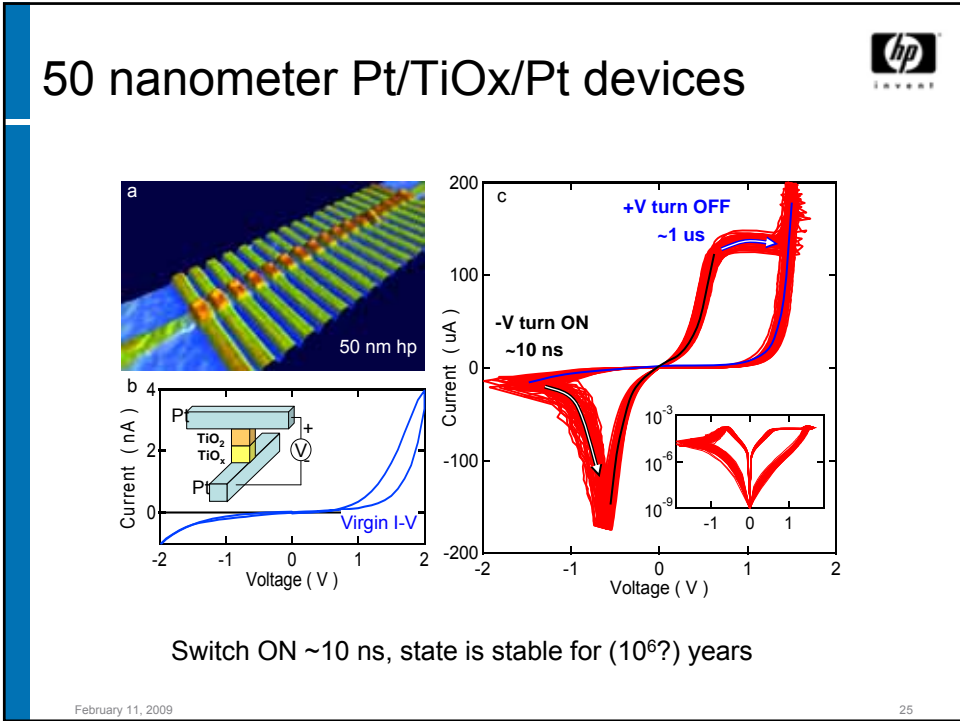 50 nanometer Pt/TiOx/Pt devices
hp
invent
a
50 nm hp
b
4
2
0
Current ( nA )
Pt
TiO₂
TiOₓ
Pt
+
V
-
Virgin I-V
-2 -1 0 1 2
Voltage ( V )
c
200
100
0
-100
-200
Current ( uA )
+V turn OFF
~1 us
-V turn ON
~10 ns
10⁻³
10⁻⁶
10⁻⁹
-1 0 1
-2 -1 0 1 2
Voltage ( V )
Switch ON ~10 ns, state is stable for (10⁶?) years
February 11, 2009
25